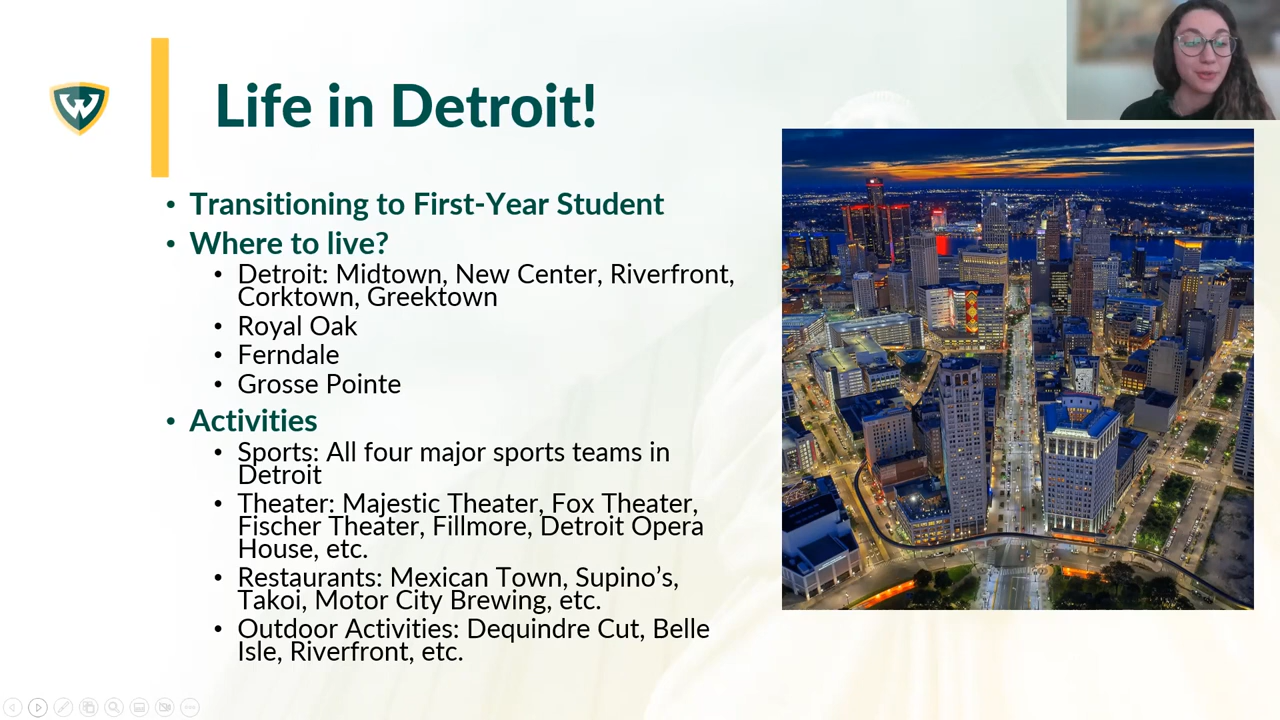 Life in Detroit!
• Transitioning to First-Year Student
• Where to live?
• Detroit: Midtown, New Center, Riverfront,
Corktown, Greektown
• Royal Oak
• Ferndale
• Grosse Pointe
• Activities
• Sports: All four major sports teams in
Detroit
• Theater: Majestic Theater, Fox Theater,
Fischer Theater, Fillmore, Detroit Opera
House, etc.
• Restaurants: Mexican Town, Supino’s,
Takoi, Motor City Brewing, etc.
• Outdoor Activities: Dequindre Cut, Belle
Isle, Riverfront, etc.